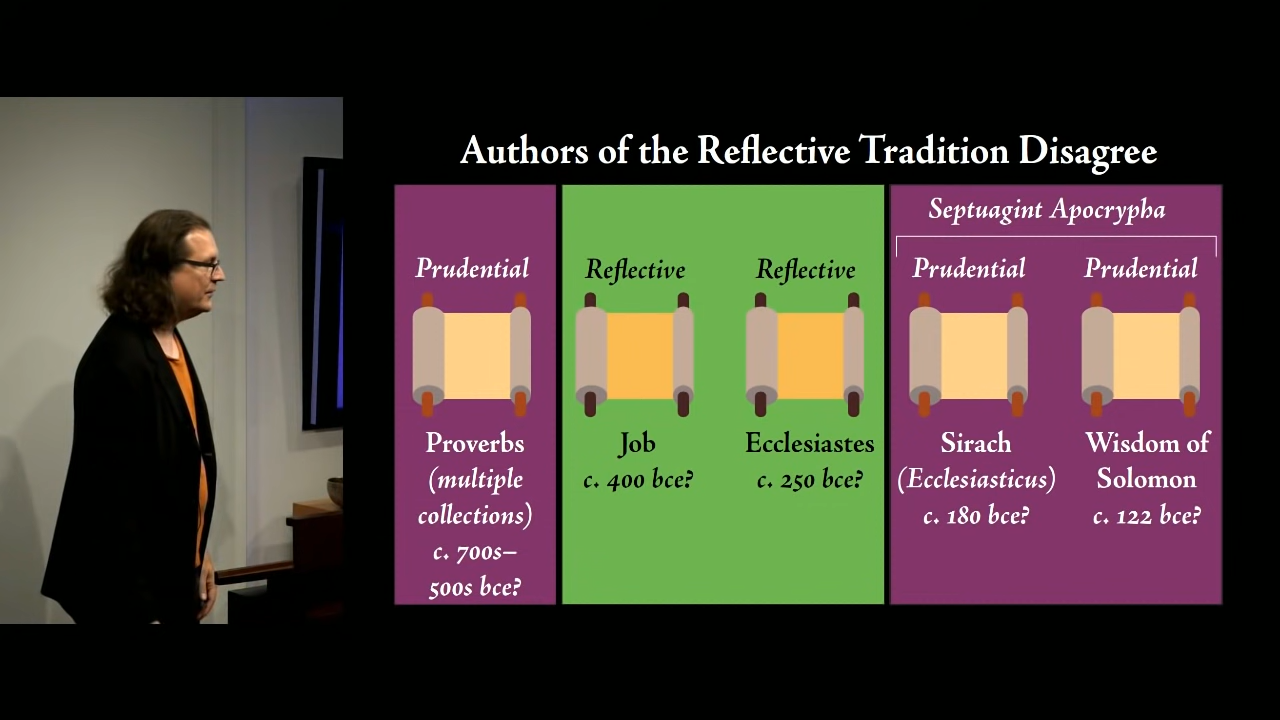 Authors of the Reflective Tradition Disagree
Prudential
Proverbs
(multiple
collections)
c. 700s–
500s bce?
Reflective
Job
c. 400 bce?
Reflective
Ecclesiastes
c. 250 bce?
Septuagint Apocrypha
Prudential
Sirach
(Ecclesiasticus)
c. 180 bce?
Prudential
Wisdom of
Solomon
c. 122 bce?